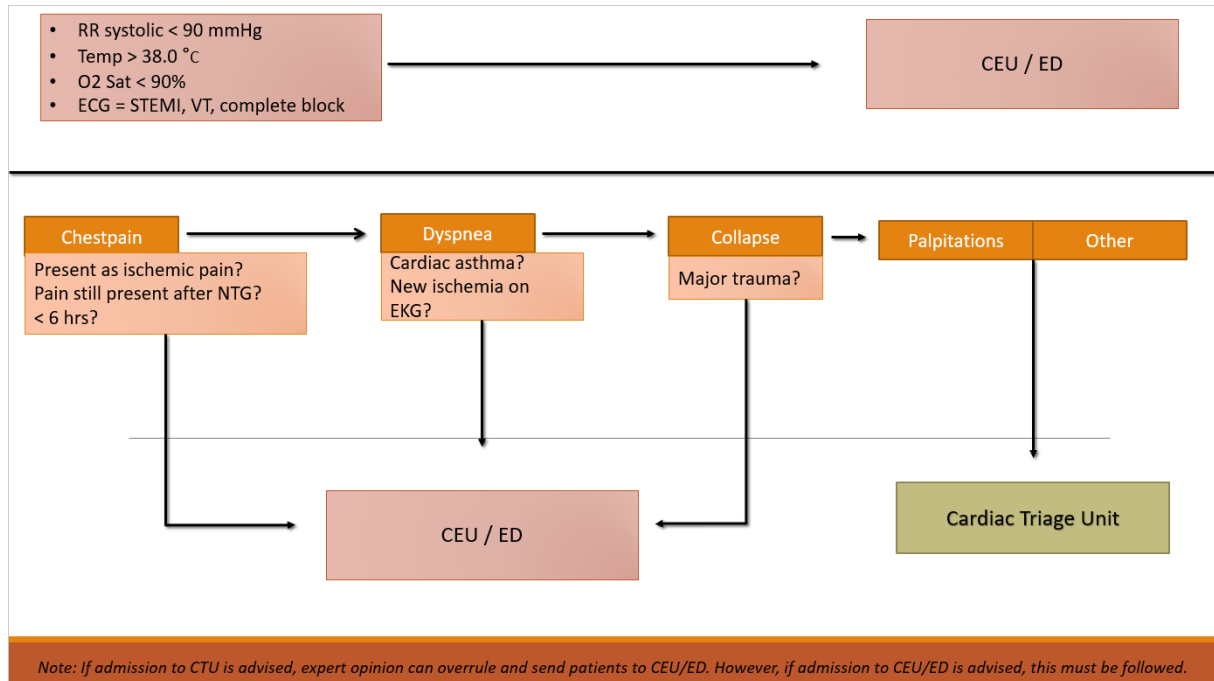 • RR systolic < 90 mmHg
• Temp > 38.0 °C
• O2 Sat < 90%
• ECG = STEMI, VT, complete block
CEU / ED
Chestpain
Present as ischemic pain?
Pain still present after NTG?
< 6 hrs?
Dyspnea
Cardiac asthma?
New ischemia on
EKG?
Collapse
Major trauma?
Palpitations
Other
CEU / ED
Cardiac Triage Unit
Note: If admission to CTU is advised, expert opinion can overrule and send patients to CEU/ED. However, if admission to CEU/ED is advised, this must be followed.